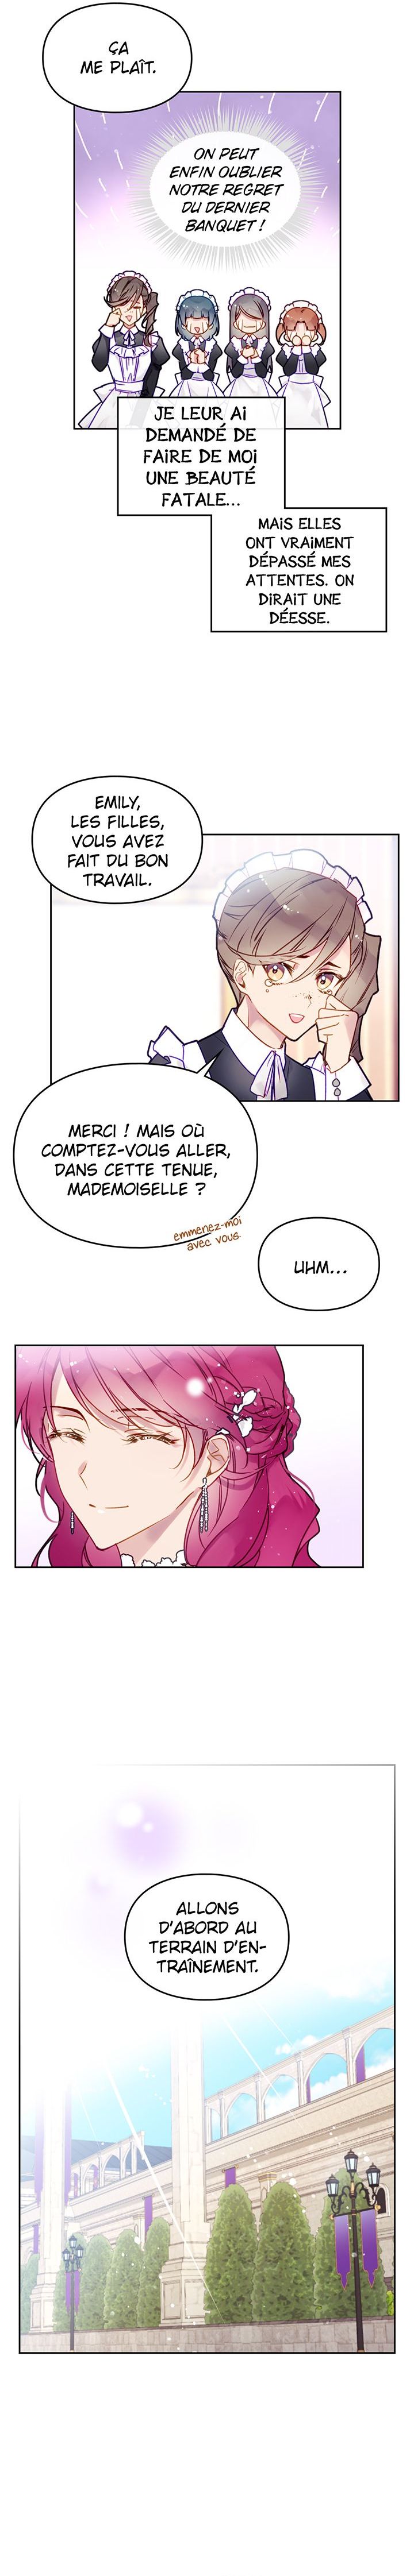 ÇA
ME PLAÎT.
ON PEUT
ENFIN OUBLIER
NOTRE REGRET
DU DERNIER
BANQUET !
JE LEUR AI
DEMANDÉ DE
FAIRE DE MOI
UNE BEAUTÉ
FATALE...
MAIS ELLES
ONT VRAIMENT
DÉPASSÉ MES
ATTENTES. ON
DIRAIT UNE
DÉESSE.
EMILY,
LES FILLES,
VOUS AVEZ
FAIT DU BON
TRAVAIL.
MERCI ! MAIS OÙ
COMPTEZ-VOUS ALLER,
DANS CETTE TENUE,
MADEMOISELLE ?
emmenez-moi
avec vous.
UHM...
ALLONS
D'ABORD AU
TERRAIN D'EN-
TRAÎNEMENT.